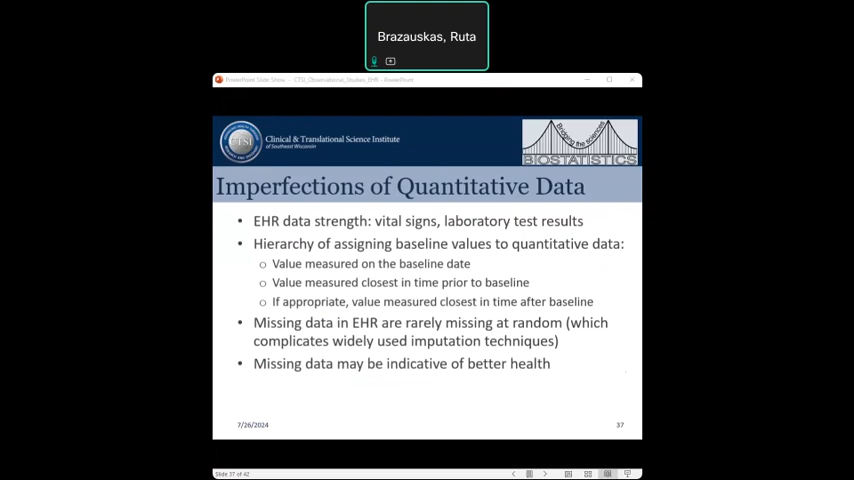 Brazauskas, Ruta
PowerPoint Slide Show - CTSI_Observational_Studies_EHR - PowerPoint
CTSI
Clinical & Translational Science Institute
of Southeast Wisconsin
Bridging the sciences
BIOSTATISTICS
Imperfections of Quantitative Data
• EHR data strength: vital signs, laboratory test results
• Hierarchy of assigning baseline values to quantitative data:
o Value measured on the baseline date
o Value measured closest in time prior to baseline
o If appropriate, value measured closest in time after baseline
• Missing data in EHR are rarely missing at random (which
complicates widely used imputation techniques)
• Missing data may be indicative of better health
7/26/2024
37
Slide 37 of 42